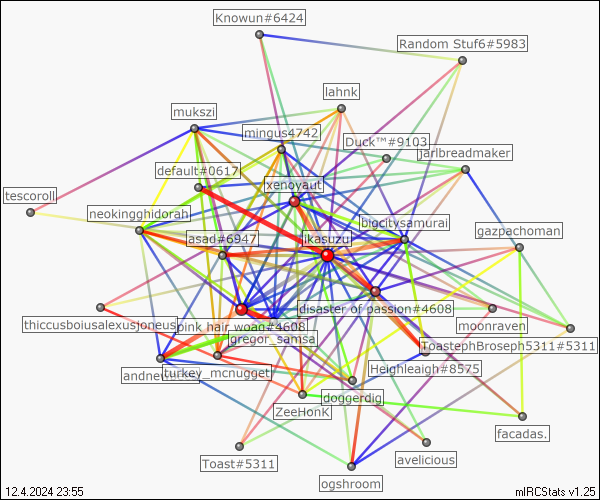 Knowun#6424
Random Stuf6#5983
lahnk
mukszi
mingus4742
Duck™#9103
jarlbreadmaker
default#0617
xenoyaut
tescoroll
neokingghidorah
bigcitysamurai
gazpachoman
asad#6947
ikasuzu
disaster of passion#4608
moonraven
thiccusboiusalexusjoneus
pink hair woag#4608
gregor_samsa
ToastephBroseph5311#5311
turkey_mcnugget
Heighleaigh#8575
doggerdig
ZeeHonK
facadas.
Toast#5311
avelicious
ogshroom
12.4.2024 23:55
mIRCStats v1.25